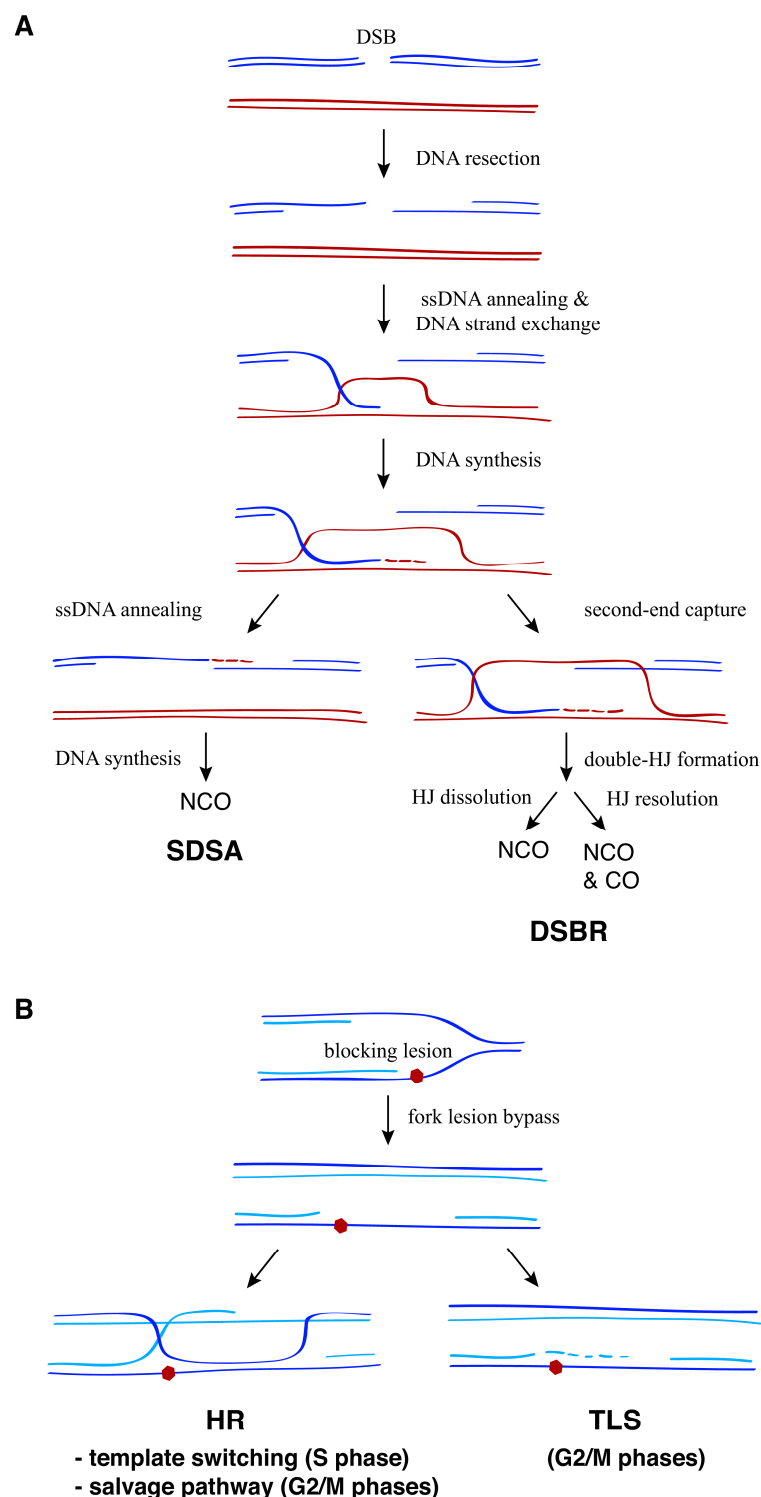 A
DSB
DNA resection
ssDNA annealing &
DNA strand exchange
DNA synthesis
ssDNA annealing
second-end capture
DNA synthesis
NCO
SDSA
double-HJ formation
HJ dissolution
HJ resolution
NCO
NCO
& CO
DSBR
B
blocking lesion
fork lesion bypass
HR
- template switching (S phase)
- salvage pathway (G2/M phases)
TLS
(G2/M phases)